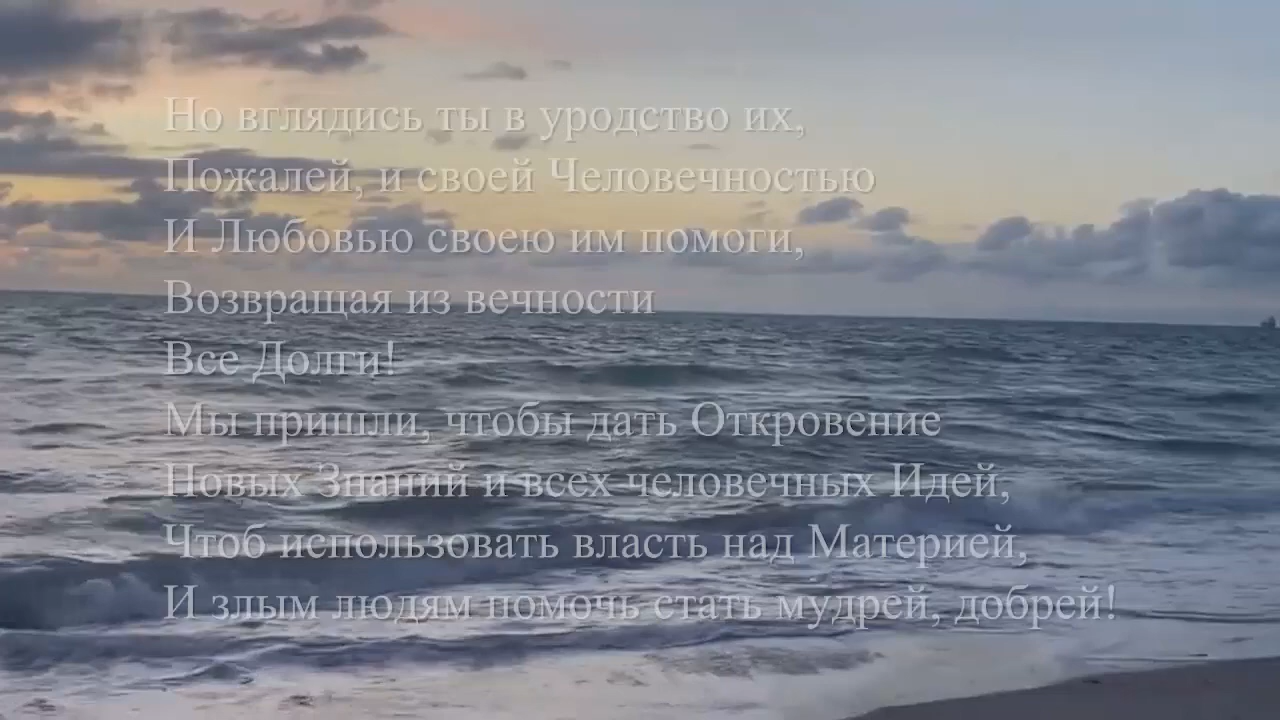 Но вглядись ты в уродство их,
Пожалей, и своей Человечностью
И Любовью своею им помоги,
Возвращая из вечности
Все Долги!
Мы пришли, чтобы дать Откровение
Новых Знаний и всех человечных Идей,
Чтоб использовать власть над Материей,
И злым людям помочь стать мудрей, добрей!